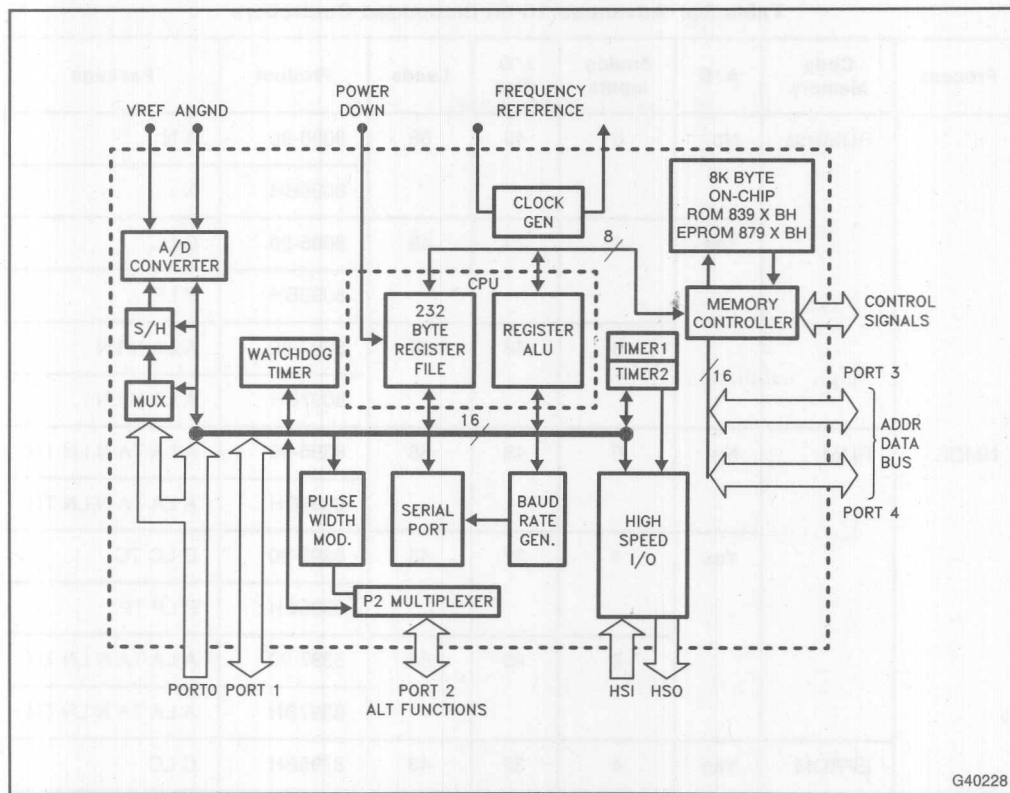 VREF ANGND
POWER
DOWN
FREQUENCY
REFERENCE
A/D
CONVERTER
S/H
MUX
WATCHDOG
TIMER
CPU
232
BYTE
REGISTER
FILE
REGISTER
ALU
CLOCK
GEN
8
8K BYTE
ON-CHIP
ROM 839 X BH
EPROM 879 X BH
MEMORY
CONTROLLER
CONTROL
SIGNALS
TIMER1
TIMER2
16
16
PORT 3
ADDR
DATA
BUS
PORT 4
PULSE
WIDTH
MOD.
SERIAL
PORT
BAUD
RATE
GEN.
HIGH
SPEED
I/O
P2 MULTIPLEXER
PORT0 PORT 1
PORT 2
ALT FUNCTIONS
HSI
HSO
G40228